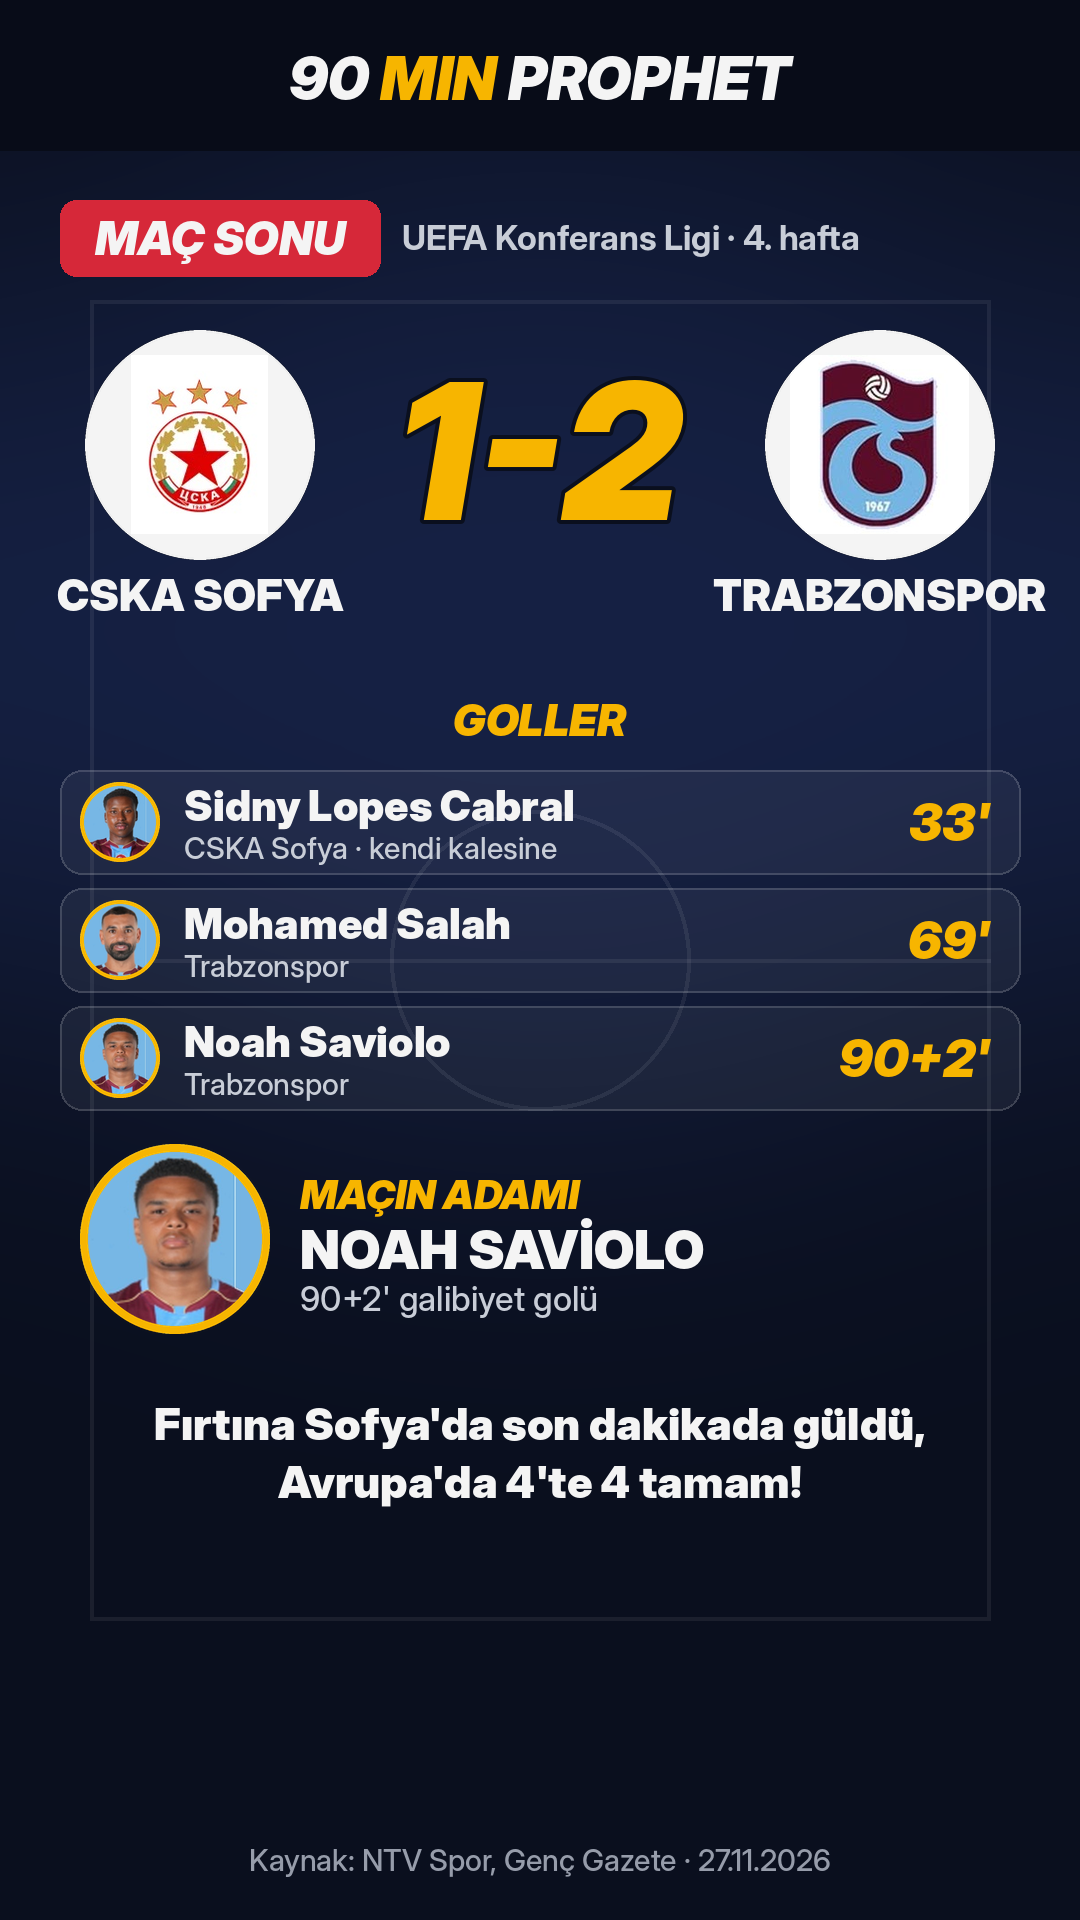 90 MIN PROPHET
MAÇ SONU
UEFA Konferans Ligi · 4. hafta
ЦСКА
1948
1-2
1967
CSKA SOFYA
TRABZONSPOR
GOLLER
Sidny Lopes Cabral
33'
CSKA Sofya · kendi kalesine
Mohamed Salah
69'
Trabzonspor
Noah Saviolo
90+2'
Trabzonspor
MAÇIN ADAMI
NOAH SAVİOLO
90+2' galibiyet golü
Fırtına Sofya'da son dakikada güldü,
Avrupa'da 4'te 4 tamam!
Kaynak: NTV Spor, Genç Gazete · 27.11.2026